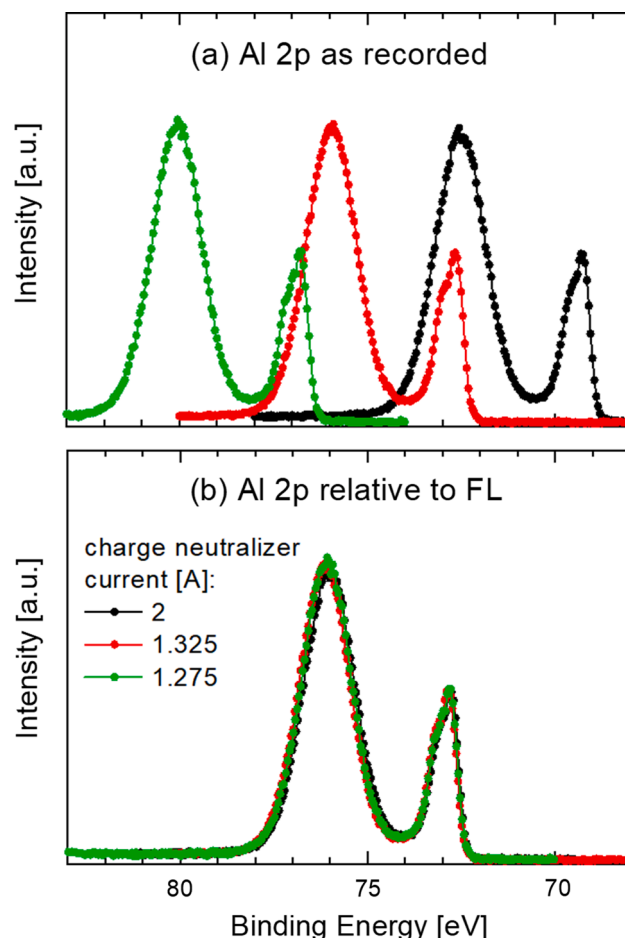 (a) Al 2p as recorded
Intensity [a.u.]
(b) Al 2p relative to FL
charge neutralizer
current [A]:
2
1.325
1.275
Intensity [a.u.]
80 75 70
Binding Energy [eV]